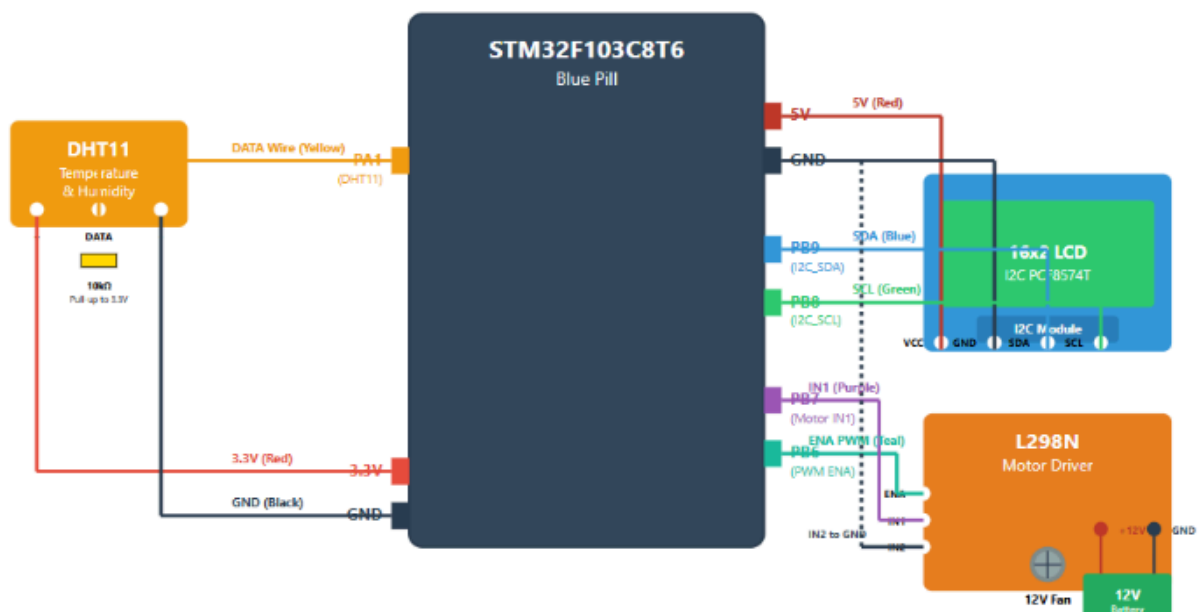 STM32F103C8T6
Blue Pill
DHT11
Temperature
& Humidity
DATA
10kΩ
Pull-up to 3.3V
DATA Wire (Yellow)
PA1
(DHT11)
3.3V (Red)
3.3V
GND (Black)
GND
5V
5V (Red)
GND
PB9
(I2C_SDA)
SDA (Blue)
PB8
(I2C_SCL)
SCL (Green)
16x2 LCD
I2C PCF8574T
I2C Module
VCC
GND
SDA
SCL
PB7
(Motor IN1)
IN1 (Purple)
PB6
(PWM ENA)
ENA PWM (Teal)
IN2 to GND
L298N
Motor Driver
ENA
IN1
IN2
+12V
GND
12V Fan
12V
Battery